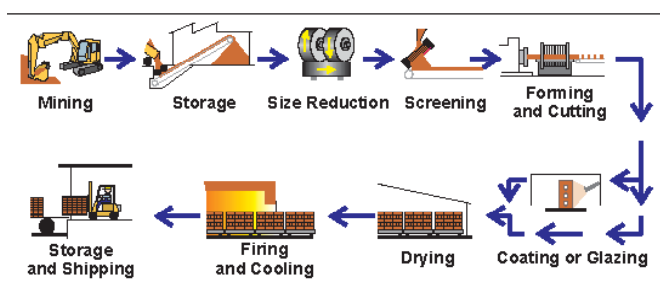 Mining
Storage
Size Reduction
Screening
Forming
and Cutting
Storage
and Shipping
Firing
and Cooling
Drying
Coating or Glazing